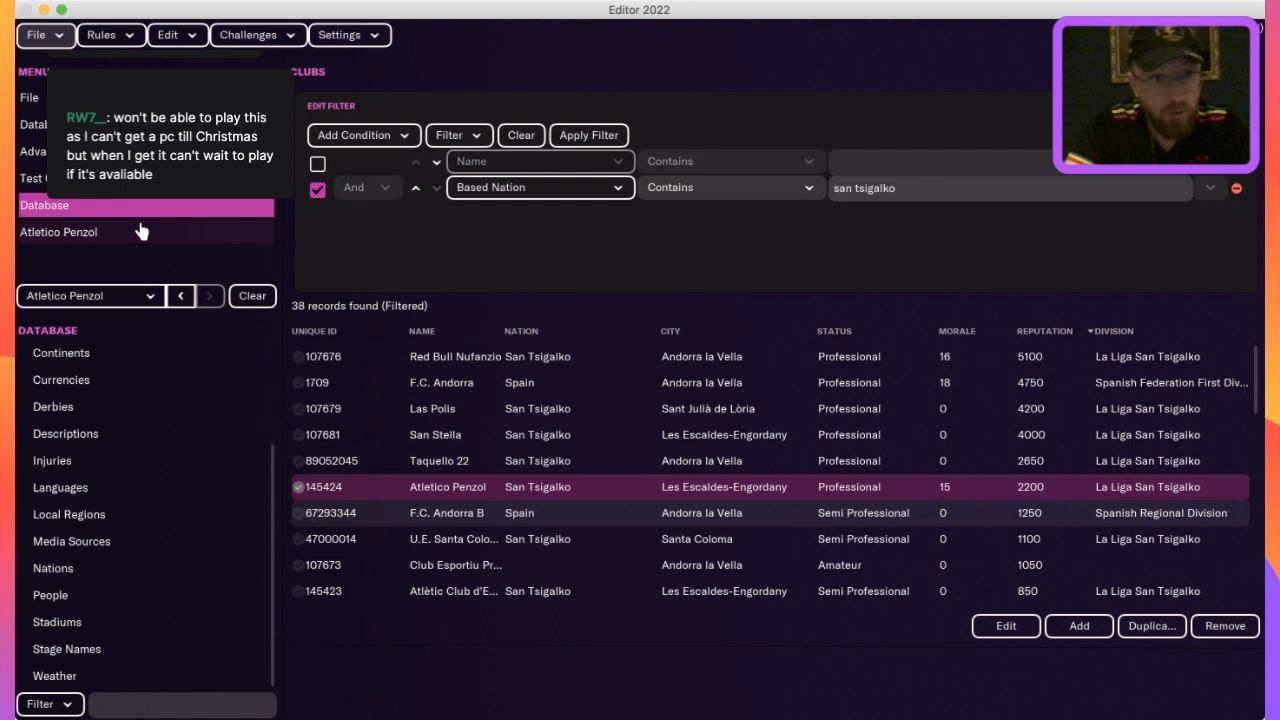 Editor 2022
File Rules Edit Challenges Settings
MENU
File
Datab
Adva
Test
Database
Atletico Penzol
RW7__: won't be able to play this
as I can't get a pc till Christmas
but when I get it can't wait to play
if it's avaliable
Atletico Penzol Clear
DATABASE
Continents
Currencies
Derbies
Descriptions
Injuries
Languages
Local Regions
Media Sources
Nations
People
Stadiums
Stage Names
Weather
Filter
CLUBS
EDIT FILTER
Add Condition Filter Clear Apply Filter
Name Contains
And Based Nation Contains san tsigalko
38 records found (Filtered)
UNIQUE ID NAME NATION CITY STATUS MORALE REPUTATION DIVISION
107676 Red Bull Nufanzio San Tsigalko Andorra la Vella Professional 16 5100 La Liga San Tsigalko
1709 F.C. Andorra Spain Andorra la Vella Professional 18 4750 Spanish Federation First Div...
107679 Las Polis San Tsigalko Sant Julià de Lòria Professional 0 4200 La Liga San Tsigalko
107681 San Stella San Tsigalko Les Escaldes-Engordany Professional 0 4000 La Liga San Tsigalko
89052045 Taquello 22 San Tsigalko Andorra la Vella Professional 0 2650 La Liga San Tsigalko
145424 Atletico Penzol San Tsigalko Les Escaldes-Engordany Professional 15 2200 La Liga San Tsigalko
67293344 F.C. Andorra B Spain Andorra la Vella Semi Professional 0 1250 Spanish Regional Division
47000014 U.E. Santa Colo... San Tsigalko Santa Coloma Semi Professional 0 1100 La Liga San Tsigalko
107673 Club Esportiu Pr... Andorra la Vella Amateur 0 1050
145423 Atlètic Club d'E... San Tsigalko Les Escaldes-Engordany Semi Professional 0 850 La Liga San Tsigalko
Edit Add Duplica... Remove